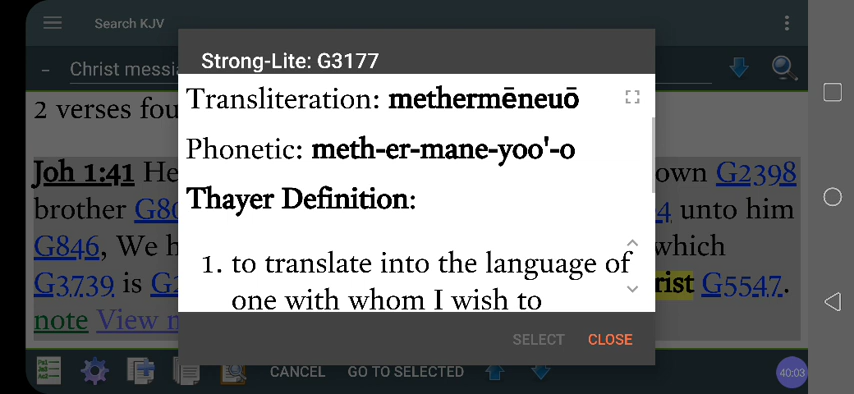 Search KJV
Strong-Lite: G3177
- Christ messi
2 verses fou
Transliteration: methermēneuō
Phonetic: meth-er-mane-yoo'-o
Thayer Definition:
1. to translate into the language of
one with whom I wish to
Joh 1:41 He own G2398
brother G80 4 unto him
G846, We h which
G3739 is G rist G5547.
note View n
SELECT CLOSE
CANCEL GO TO SELECTED
40:03